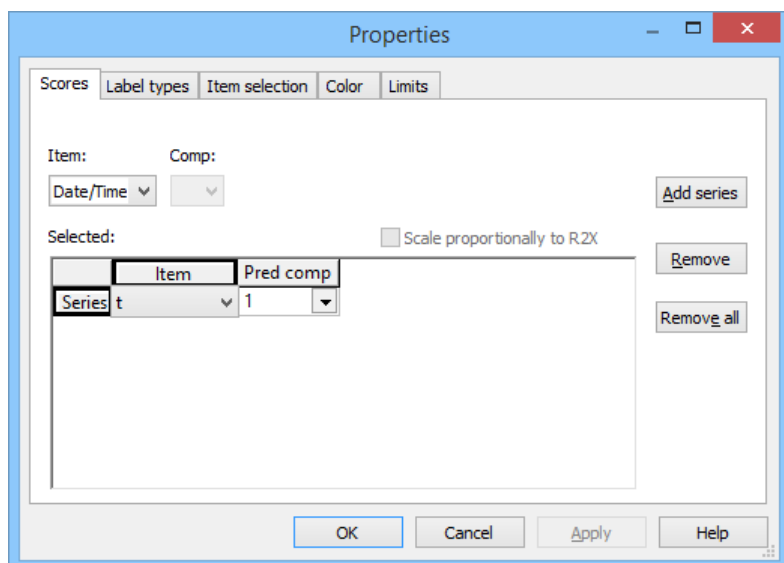 Properties
Scores Label types Item selection Color Limits
Item: Comp:
Date/Time
Add series
Selected:
Scale proportionally to R2X
Remove
Item Pred comp
Series t 1
Remove all
OK Cancel Apply Help